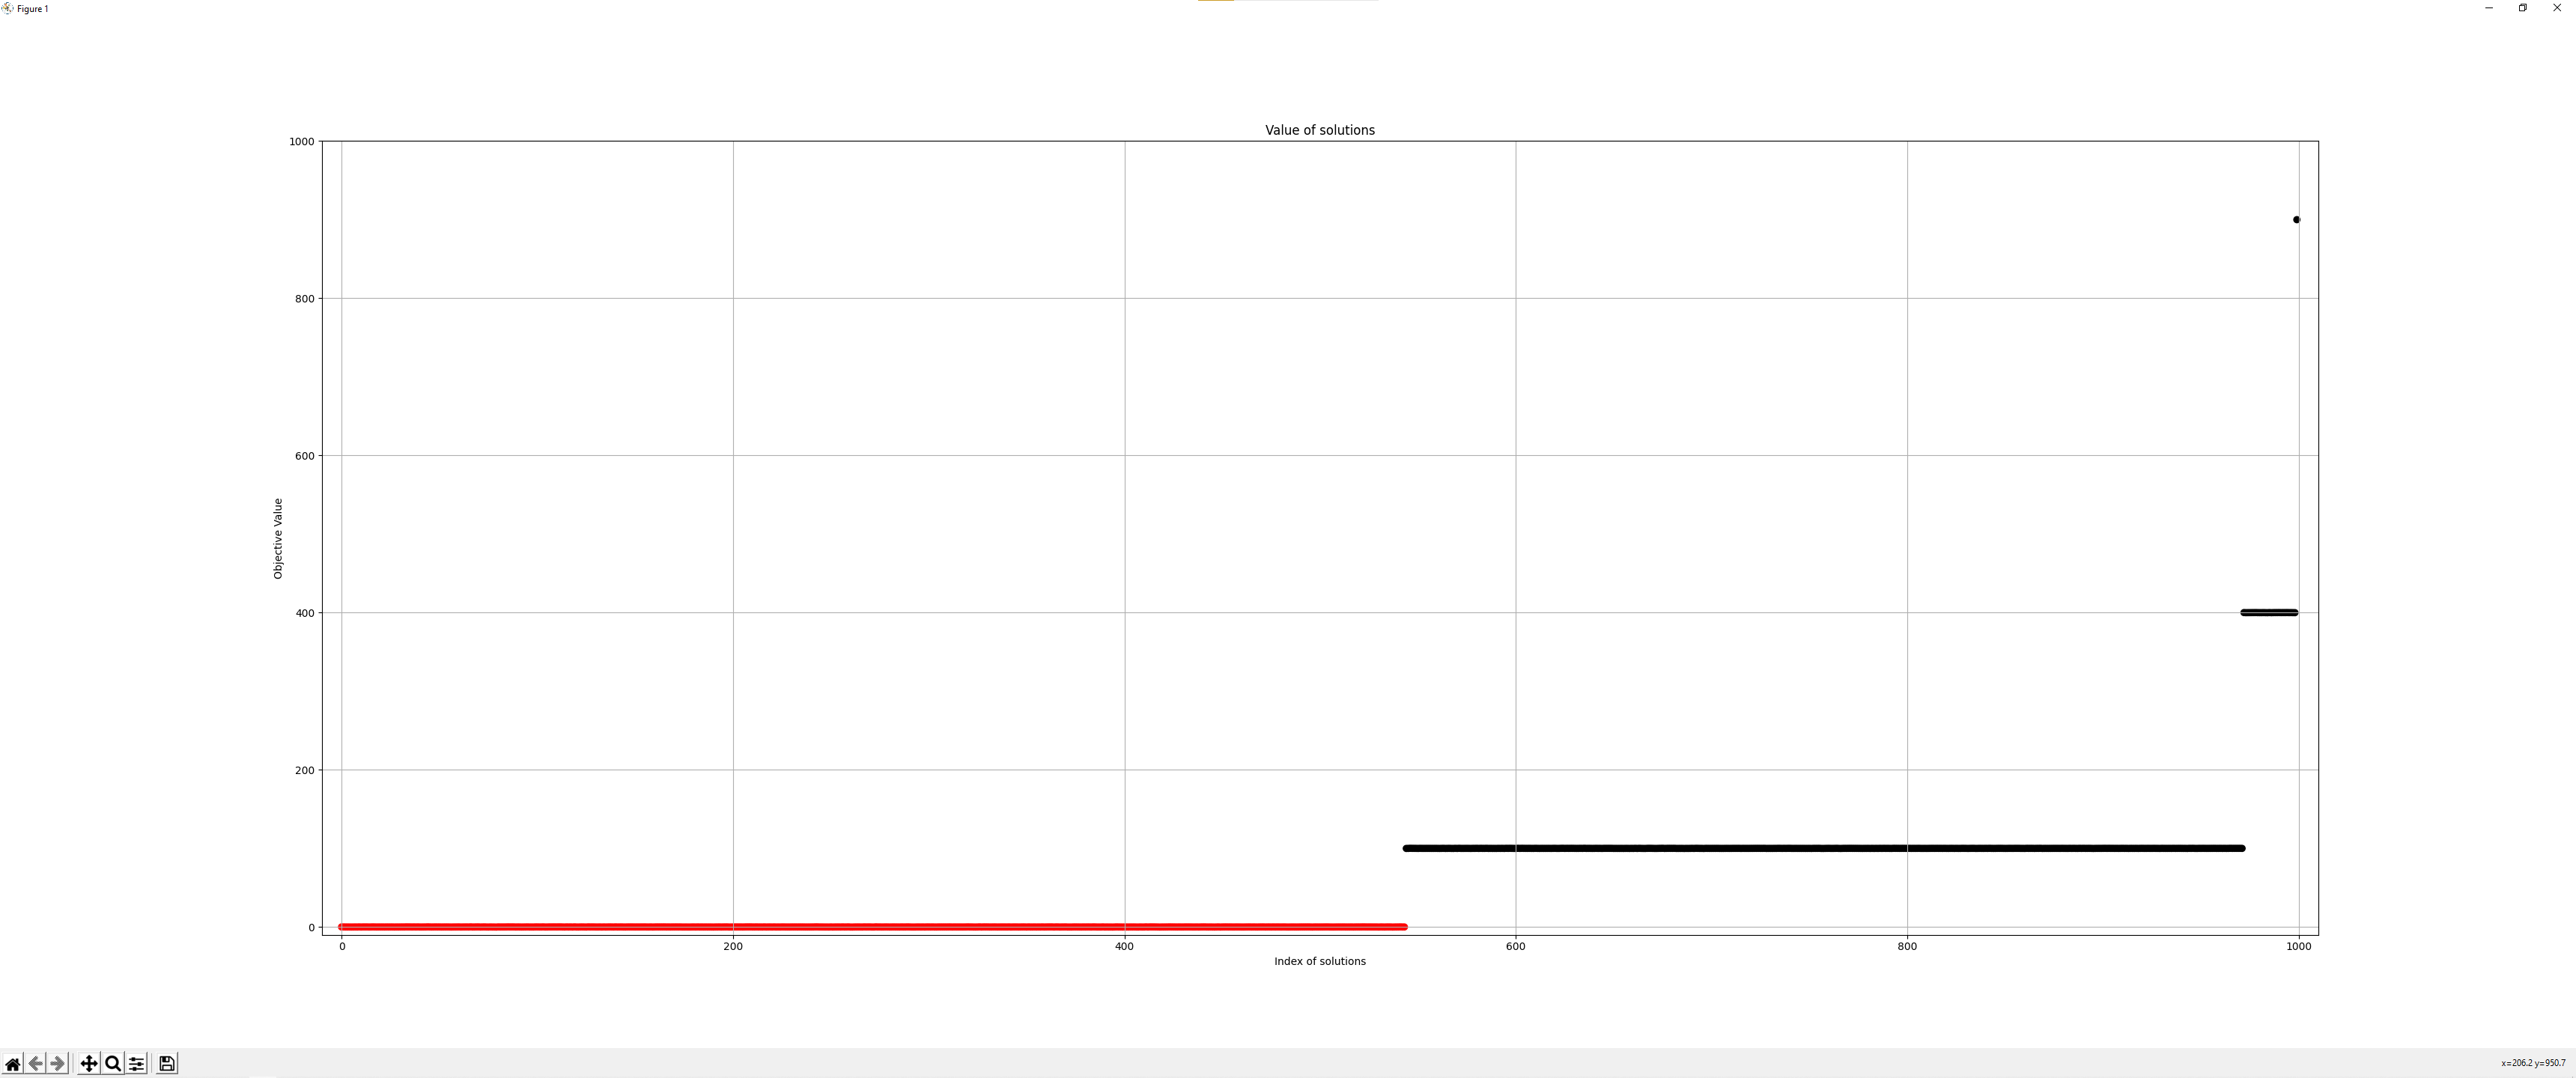 Figure 1
Value of solutions
1000
800
600
400
200
0
Objective Value
0 200 400 600 800 1000
Index of solutions
x=206.2 y=950.7